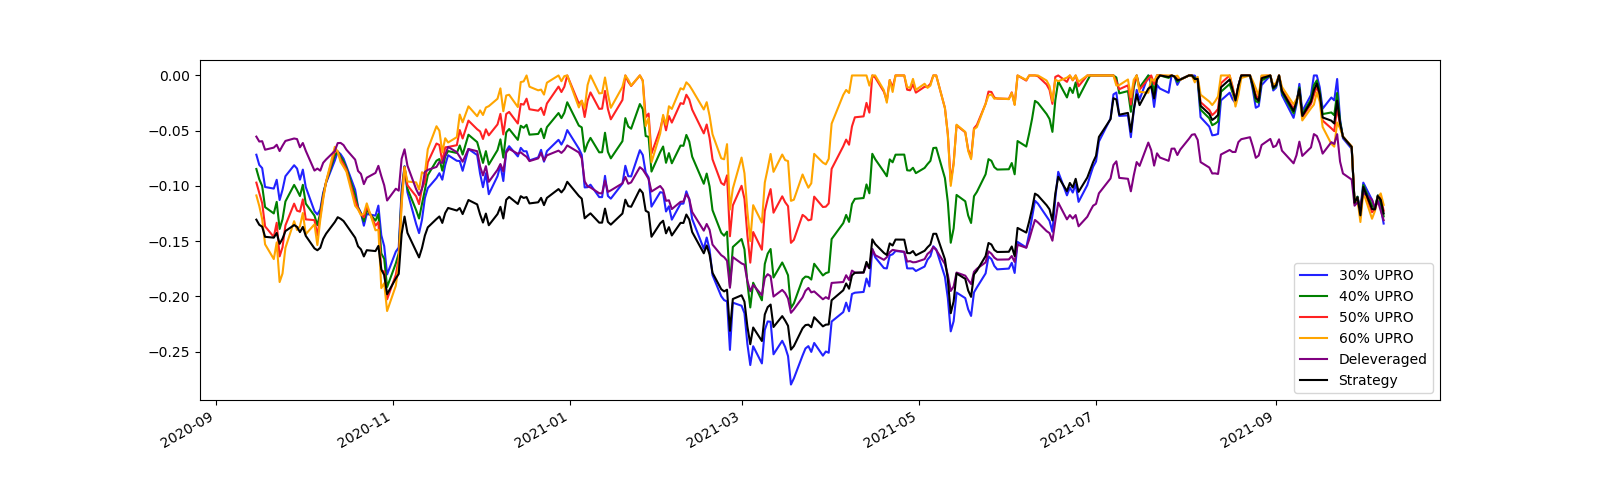 0.00
−0.05
−0.10
−0.15
−0.20
−0.25
2020-09
2020-11
2021-01
2021-03
2021-05
2021-07
2021-09
30% UPRO
40% UPRO
50% UPRO
60% UPRO
Deleveraged
Strategy